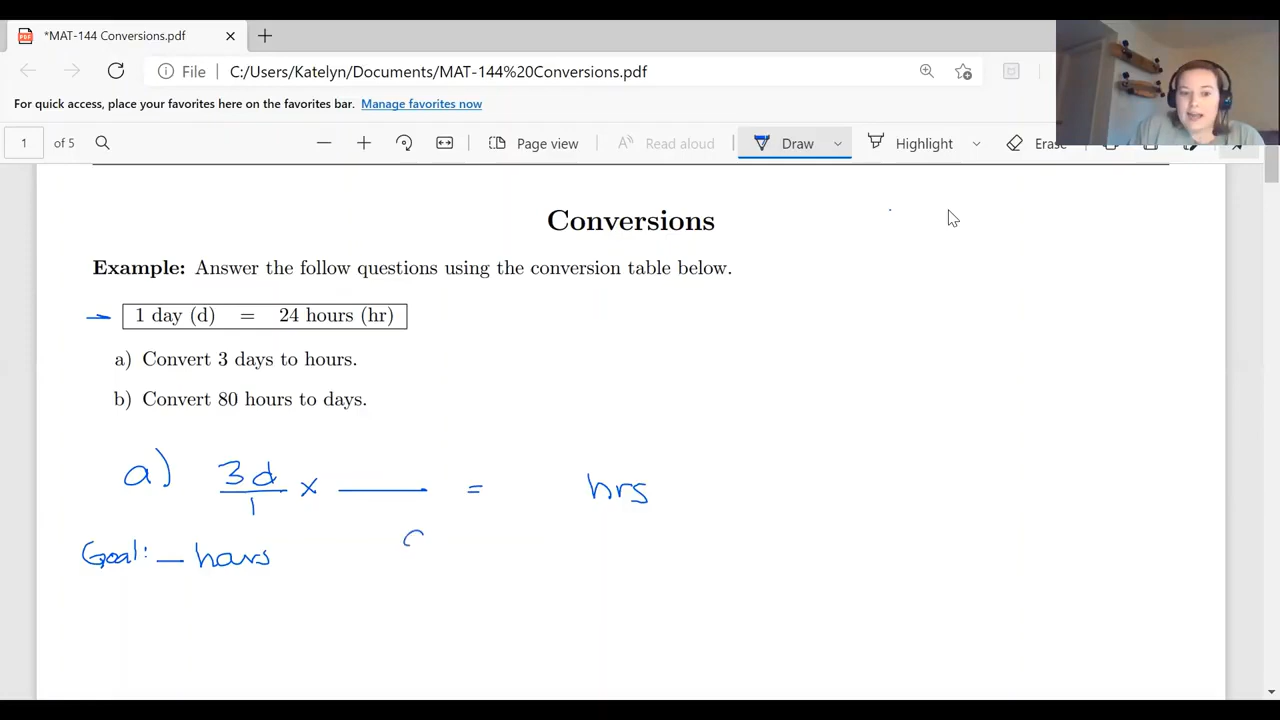 *MAT-144 Conversions.pdf
File C:/Users/Katelyn/Documents/MAT-144%20Conversions.pdf
For quick access, place your favorites here on the favorites bar. Manage favorites now
1 of 5 Page view Read aloud Draw Highlight Erase
Conversions
Example: Answer the follow questions using the conversion table below.
1 day (d) = 24 hours (hr)
a) Convert 3 days to hours.
b) Convert 80 hours to days.
a) 3d/1 × ___ = hrs
Goal: _ hours